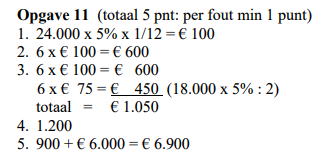 Opgave 11 (totaal 5 pnt: per fout min 1 punt)
1. 24.000 x 5% x 1/12 = € 100
2. 6 x € 100 = € 600
3. 6 x € 100 = € 600
6 x € 75 = € 450 (18.000 x 5% : 2)
totaal = € 1.050
4. 1.200
5. 900 + € 6.000 = € 6.900